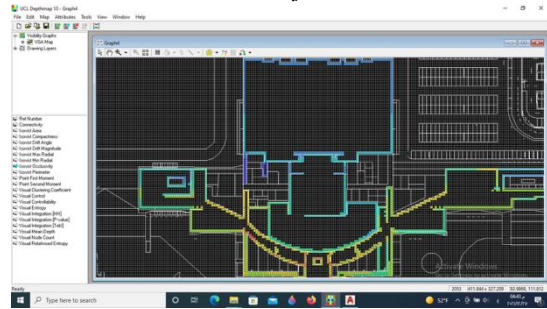 UCL Depthmap 10 - Graph4
File Edit Map Attributes Tools View Window Help
Visibility Graphs
VGA Map
Drawing Layers
Graph4
Ref Number
Connectivity
Isovist Area
Isovist Compactness
Isovist Drift Angle
Isovist Drift Magnitude
Isovist Max Radial
Isovist Min Radial
Isovist Occlusivity
Isovist Perimeter
Point First Moment
Point Second Moment
Visual Clustering Coefficient
Visual Control
Visual Controllability
Visual Entropy
Visual Integration [HH]
Visual Integration [P-value]
Visual Integration [Tekl]
Visual Mean Depth
Visual Node Count
Visual Relativised Entropy
Activate Windows
Ready
Type here to search
52°F